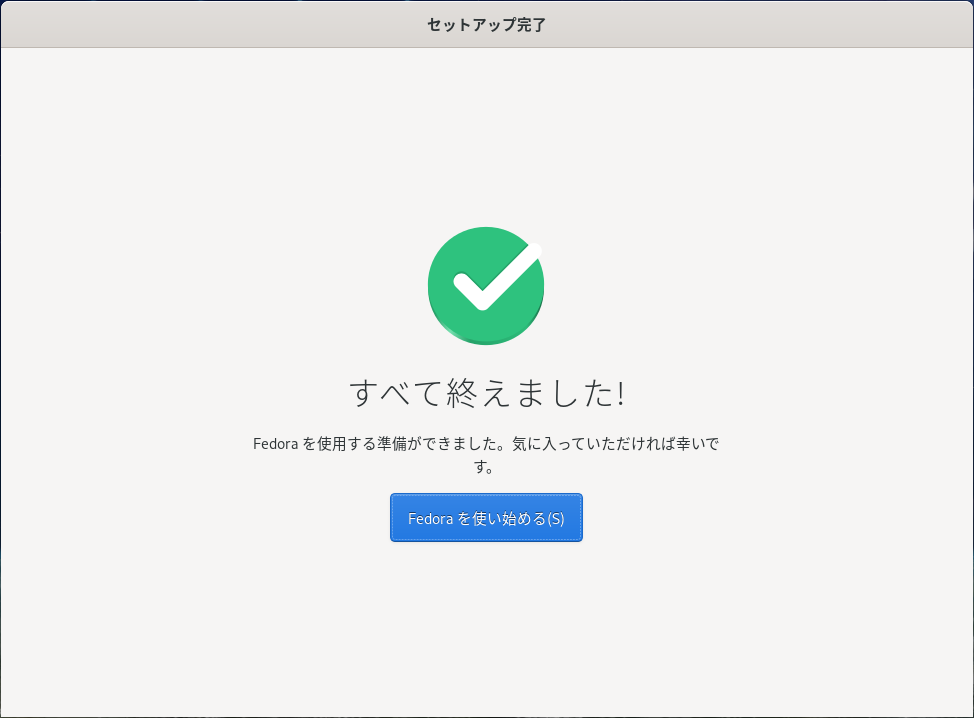 セットアップ完了
すべて終えました!
Fedora を使用する準備ができました。気に入っていただければ幸いで
す。
Fedora を使い始める(S)